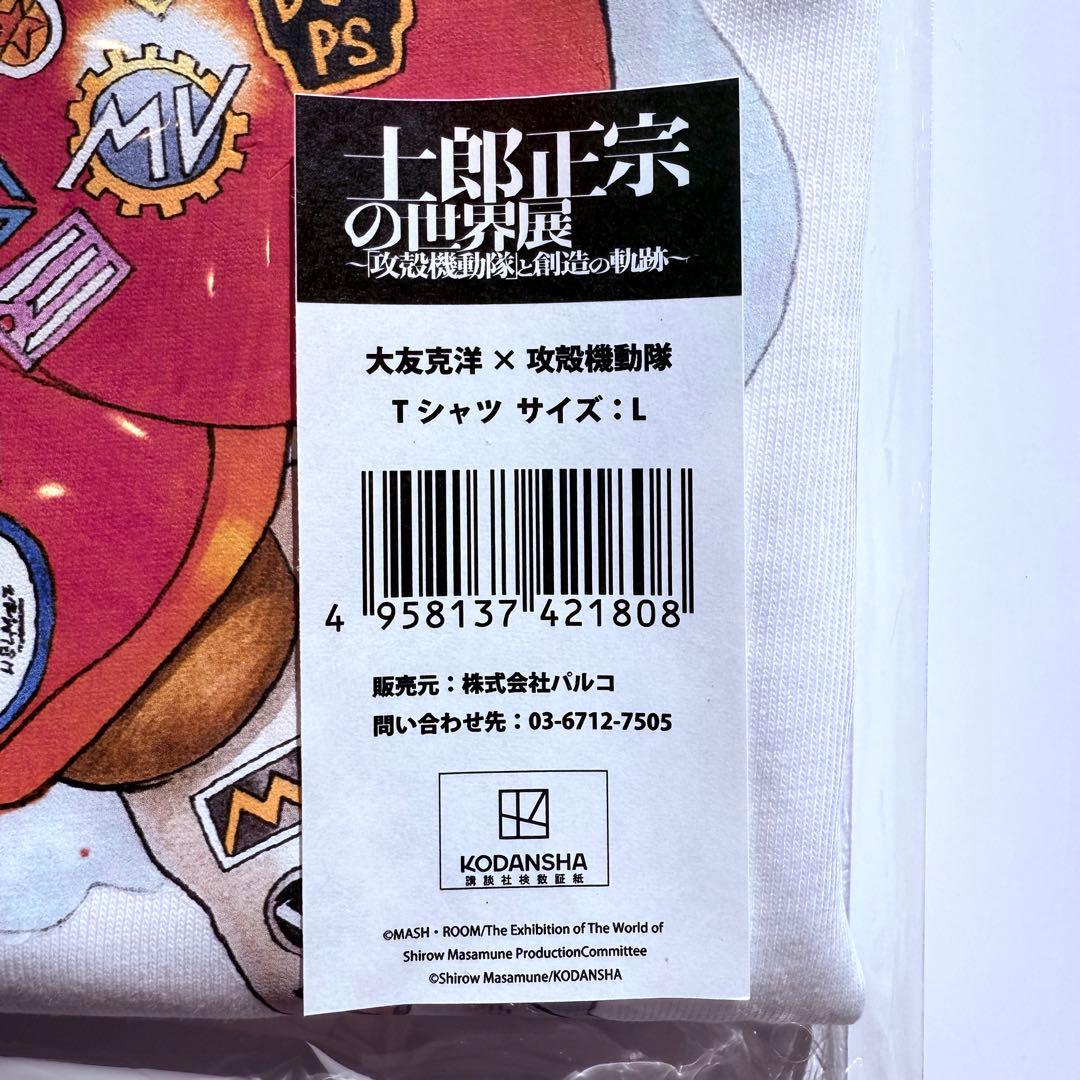 PS
MV
士郎正宗
の世界展
〜「攻殻機動隊」と創造の軌跡〜
大友克洋 × 攻殻機動隊
Tシャツ サイズ：L
4 958137 421808
販売元：株式会社パルコ
問い合わせ先：03-6712-7505
KODANSHA
講談社検数証紙
©MASH・ROOM/The Exhibition of The World of
Shirow Masamune ProductionCommittee
©Shirow Masamune/KODANSHA